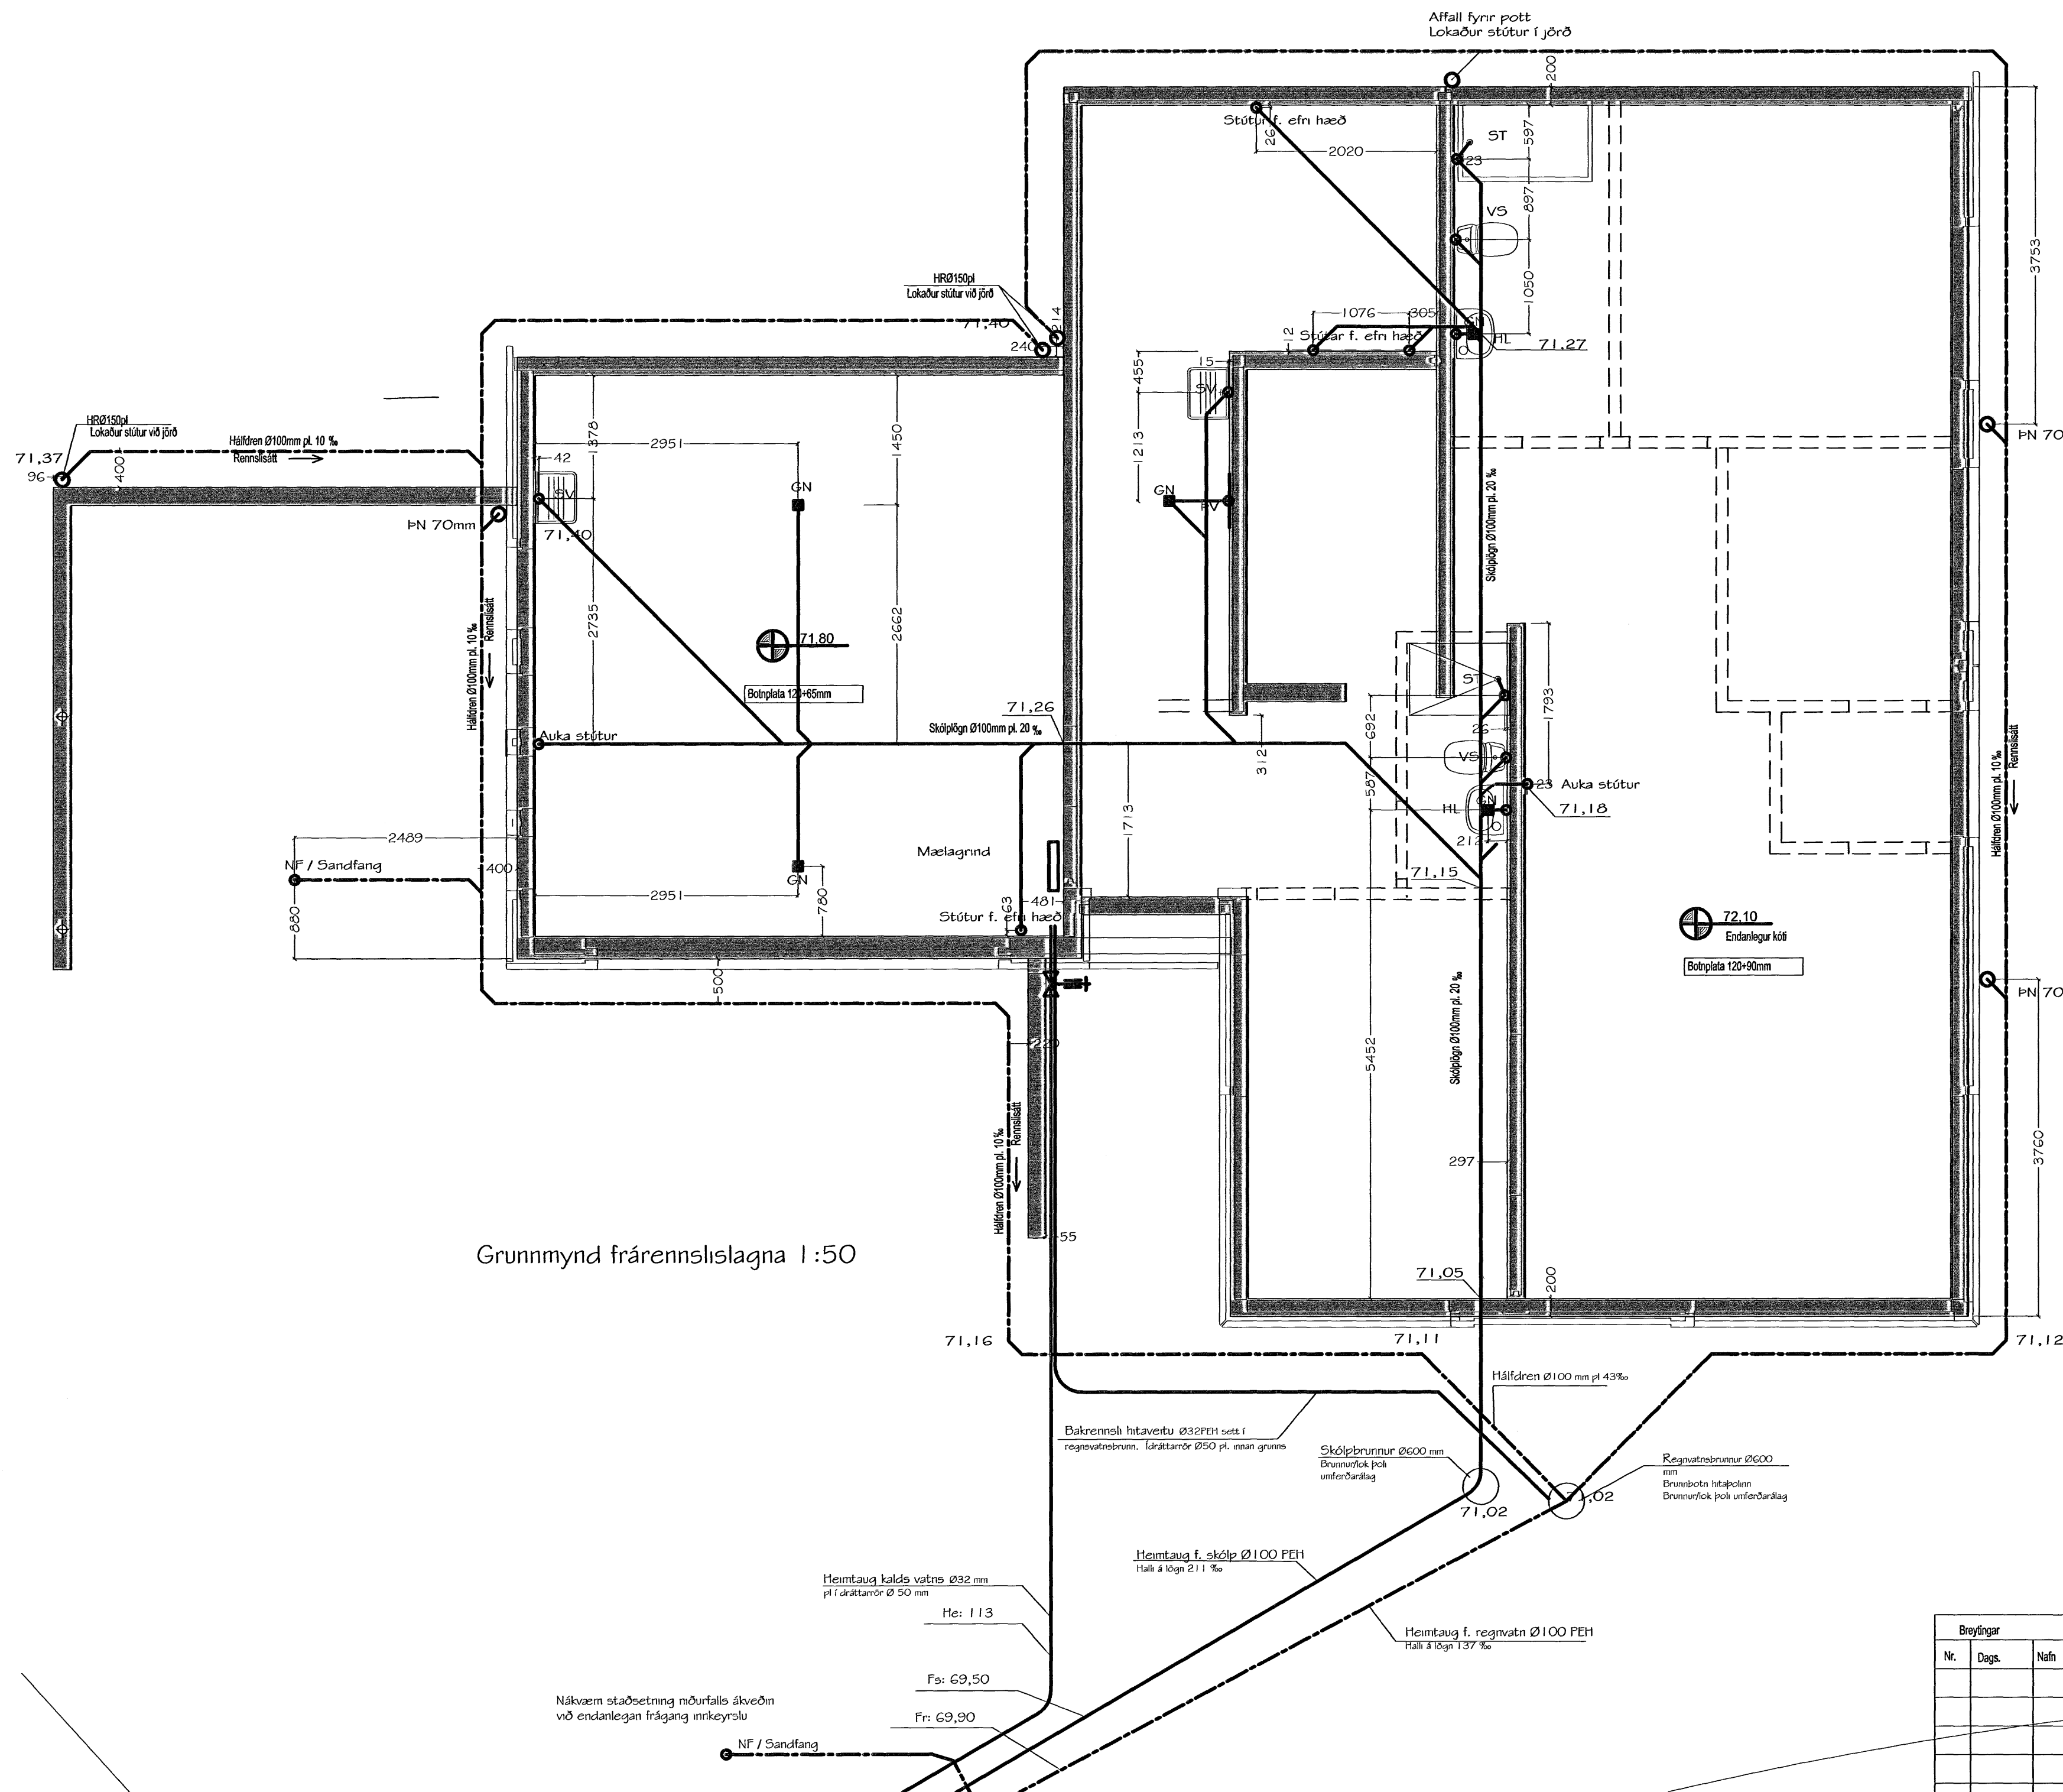 Affall fyrir pott
Lokaður stútur í jörð
200
Stútur f. efri hæð
26
2020
ST
23
597
897
VS
1050
3753
HRØ150pl
Lokaður stútur við jörð
71,40
214
240
1076
305
Stútar f. efri hæð
12
GN
HL
71,27
15
455
SV
1213
GN
ÞV
HRØ150pl
Lokaður stútur við jörð
71,37
96
400
Hálfdren Ø100mm pl. 10 ‰
Rennslisátt
ÞN 70mm
42
SV
71,40
1378
2951
1450
GN
ÞN 70
Skólplögn Ø100mm pl. 20 ‰
Hálfdren Ø100mm pl. 10 ‰
Rennslisátt
2735
2662
71,80
Botnplata 120+65mm
71,26
Skólplögn Ø100mm pl. 20 ‰
Auka stútur
312
1713
ST
692
26
VS
587
1793
23 Auka stútur
71,18
HL
GN
212
71,15
Hálfdren Ø100mm pl. 10 ‰
Rennslisátt
2489
NF / Sandfang
400
880
2951
GN
780
Mælagrind
481
63
Stútur f. efri hæð
72,10
Endanlegur kóti
Botnplata 120+90mm
ÞN 70
500
220
Hálfdren Ø100mm pl. 10 ‰
Rennslisátt
55
5452
Skólplögn Ø100mm pl. 20 ‰
297
3760
Grunnmynd frárennslislagna 1:50
71,05
200
71,16
71,11
71,12
Hálfdren Ø100 mm pl 43‰
Bakrennsli hitaveitu Ø32PEH sett í
regnsvatnsbrunn. Ídráttarrör Ø50 pl. innan grunns
Skólpbrunnur Ø600 mm
Brunnur/lok þoli
umferðarálag
71,02
71,02
Regnvatnsbrunnur Ø600
mm
Brunnbotn hitaþolinn
Brunnur/lok þoli umferðarálag
Heimtaug f. skólp Ø100 PEH
Halli á lögn 211 ‰
Heimtaug kalds vatns Ø32 mm
pl í dráttarrör Ø 50 mm
He: 113
Heimtaug f. regnvatn Ø100 PEH
Halli á lögn 137 ‰
Fs: 69,50
Fr: 69,90
Nákvæm staðsetning niðurfalls ákveðin
við endanlegan frágang innkeyrslu
NF / Sandfang
Breytingar
Nr. Dags. Nafn